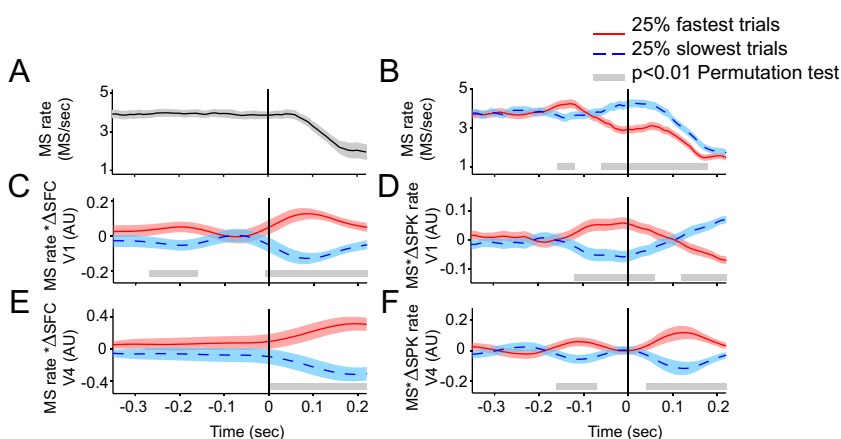 25% fastest trials
25% slowest trials
p<0.01 Permutation test
A
MS rate
(MS/sec)
5
3
1
B
MS rate
(MS/sec)
5
3
1
C
MS rate *ΔSFC
V1 (AU)
0.2
0
-0.2
D
MS*ΔSPK rate
V1 (AU)
0.1
0
-0.1
E
MS rate *ΔSFC
V4 (AU)
0.4
0
-0.4
-0.3 -0.2 -0.1 0 0.1 0.2
Time (sec)
F
MS*ΔSPK rate
V4 (AU)
0.2
0
-0.2
-0.3 -0.2 -0.1 0 0.1 0.2
Time (sec)